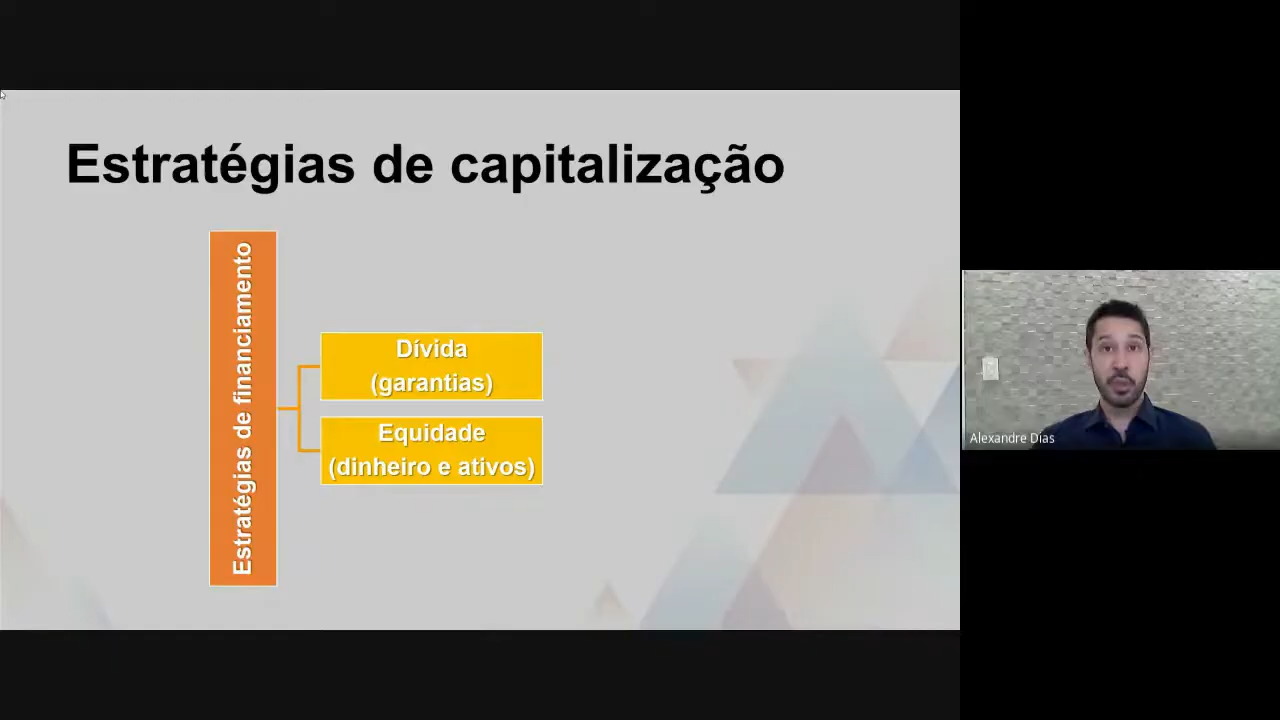 Estratégias de capitalização
Estratégias de financiamento
Dívida
(garantias)
Equidade
(dinheiro e ativos)
Alexandre Dias